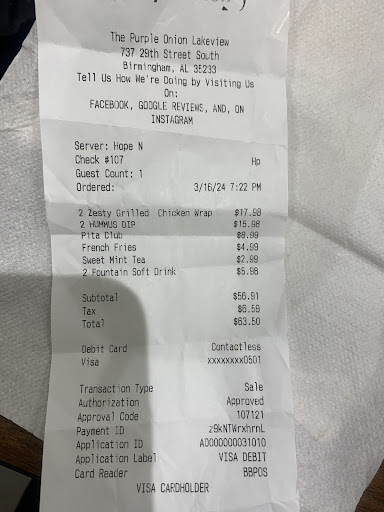 The Purple Onion Lakeview
737 29th Street South
Birmingham, AL 35233
Tell Us How We're Doing by Visiting Us
On:
FACEBOOK, GOOGLE REVIEWS, AND, ON
INSTAGRAM
Server: Hope N
Check #107 Hp
Guest Count: 1
Ordered: 3/16/24 7:22 PM
2 Zesty Grilled Chicken Wrap $17.98
2 HUMMUS DIP $15.98
Pita Club $8.99
French Fries $4.99
Sweet Mint Tea $2.99
2 Fountain Soft Drink $5.98
Subtotal $56.91
Tax $6.59
Total $63.50
Debit Card Contactless
Visa xxxxxxxx0501
Transaction Type Sale
Authorization Approved
Approval Code 107121
Payment ID z9kNTWrxhrnL
Application ID A0000000031010
Application Label VISA DEBIT
Card Reader BBPOS
VISA CARDHOLDER